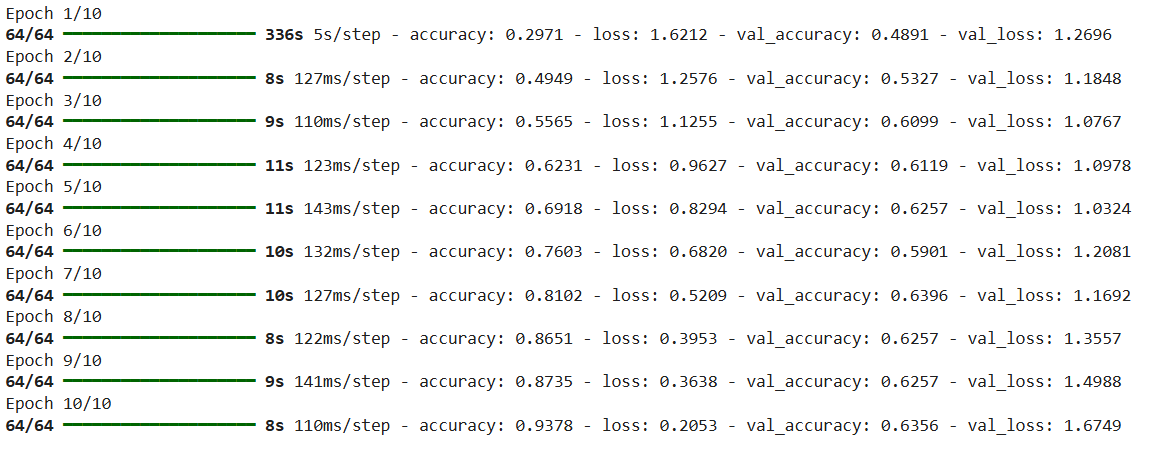 Epoch 1/10
64/64 ━━━━━━━━━━━━━━━━━━━━ 336s 5s/step - accuracy: 0.2971 - loss: 1.6212 - val_accuracy: 0.4891 - val_loss: 1.2696
Epoch 2/10
64/64 ━━━━━━━━━━━━━━━━━━━━ 8s 127ms/step - accuracy: 0.4949 - loss: 1.2576 - val_accuracy: 0.5327 - val_loss: 1.1848
Epoch 3/10
64/64 ━━━━━━━━━━━━━━━━━━━━ 9s 110ms/step - accuracy: 0.5565 - loss: 1.1255 - val_accuracy: 0.6099 - val_loss: 1.0767
Epoch 4/10
64/64 ━━━━━━━━━━━━━━━━━━━━ 11s 123ms/step - accuracy: 0.6231 - loss: 0.9627 - val_accuracy: 0.6119 - val_loss: 1.0978
Epoch 5/10
64/64 ━━━━━━━━━━━━━━━━━━━━ 11s 143ms/step - accuracy: 0.6918 - loss: 0.8294 - val_accuracy: 0.6257 - val_loss: 1.0324
Epoch 6/10
64/64 ━━━━━━━━━━━━━━━━━━━━ 10s 132ms/step - accuracy: 0.7603 - loss: 0.6820 - val_accuracy: 0.5901 - val_loss: 1.2081
Epoch 7/10
64/64 ━━━━━━━━━━━━━━━━━━━━ 10s 127ms/step - accuracy: 0.8102 - loss: 0.5209 - val_accuracy: 0.6396 - val_loss: 1.1692
Epoch 8/10
64/64 ━━━━━━━━━━━━━━━━━━━━ 8s 122ms/step - accuracy: 0.8651 - loss: 0.3953 - val_accuracy: 0.6257 - val_loss: 1.3557
Epoch 9/10
64/64 ━━━━━━━━━━━━━━━━━━━━ 9s 141ms/step - accuracy: 0.8735 - loss: 0.3638 - val_accuracy: 0.6257 - val_loss: 1.4988
Epoch 10/10
64/64 ━━━━━━━━━━━━━━━━━━━━ 8s 110ms/step - accuracy: 0.9378 - loss: 0.2053 - val_accuracy: 0.6356 - val_loss: 1.6749